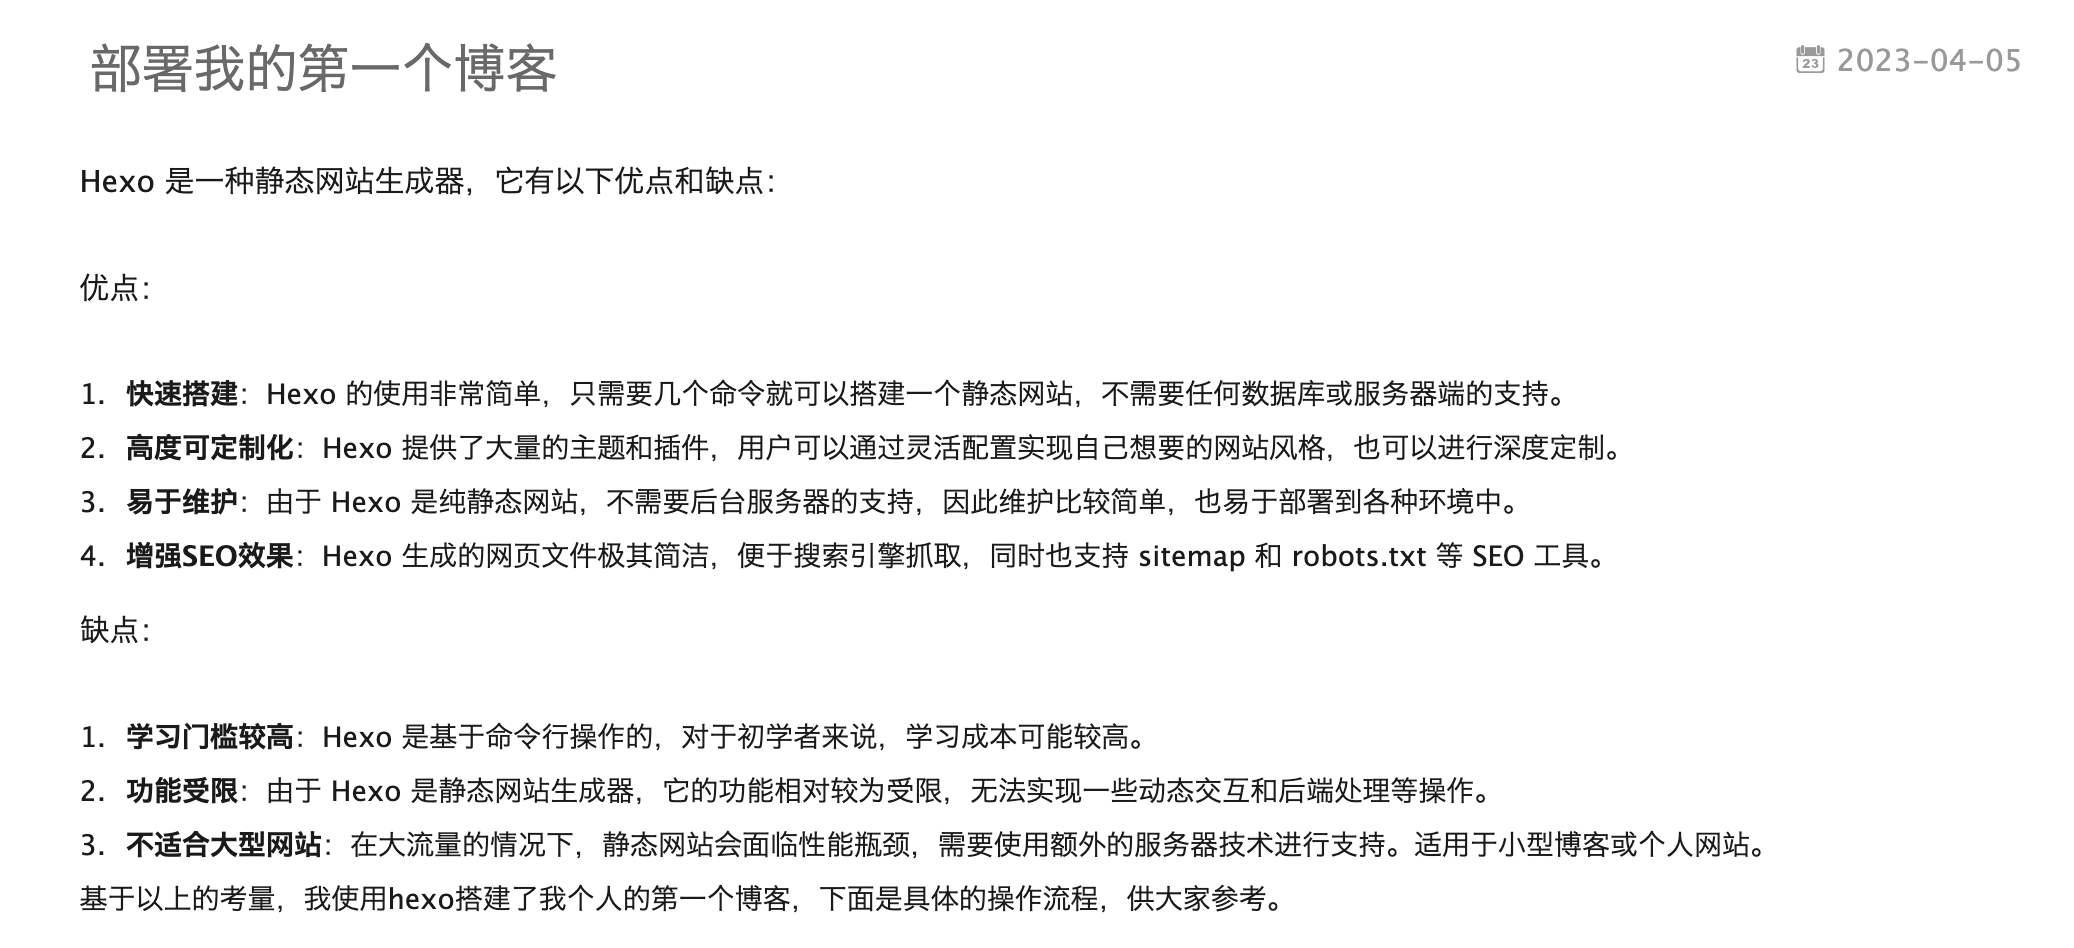 部署我的第一个博客
23 2023-04-05
Hexo 是一种静态网站生成器，它有以下优点和缺点：
优点：
1. 快速搭建：Hexo 的使用非常简单，只需要几个命令就可以搭建一个静态网站，不需要任何数据库或服务器端的支持。
2. 高度可定制化：Hexo 提供了大量的主题和插件，用户可以通过灵活配置实现自己想要的网站风格，也可以进行深度定制。
3. 易于维护：由于 Hexo 是纯静态网站，不需要后台服务器的支持，因此维护比较简单，也易于部署到各种环境中。
4. 增强SEO效果：Hexo 生成的网页文件极其简洁，便于搜索引擎抓取，同时也支持 sitemap 和 robots.txt 等 SEO 工具。
缺点：
1. 学习门槛较高：Hexo 是基于命令行操作的，对于初学者来说，学习成本可能较高。
2. 功能受限：由于 Hexo 是静态网站生成器，它的功能相对较为受限，无法实现一些动态交互和后端处理等操作。
3. 不适合大型网站：在大流量的情况下，静态网站会面临性能瓶颈，需要使用额外的服务器技术进行支持。适用于小型博客或个人网站。
基于以上的考量，我使用hexo搭建了我个人的第一个博客，下面是具体的操作流程，供大家参考。